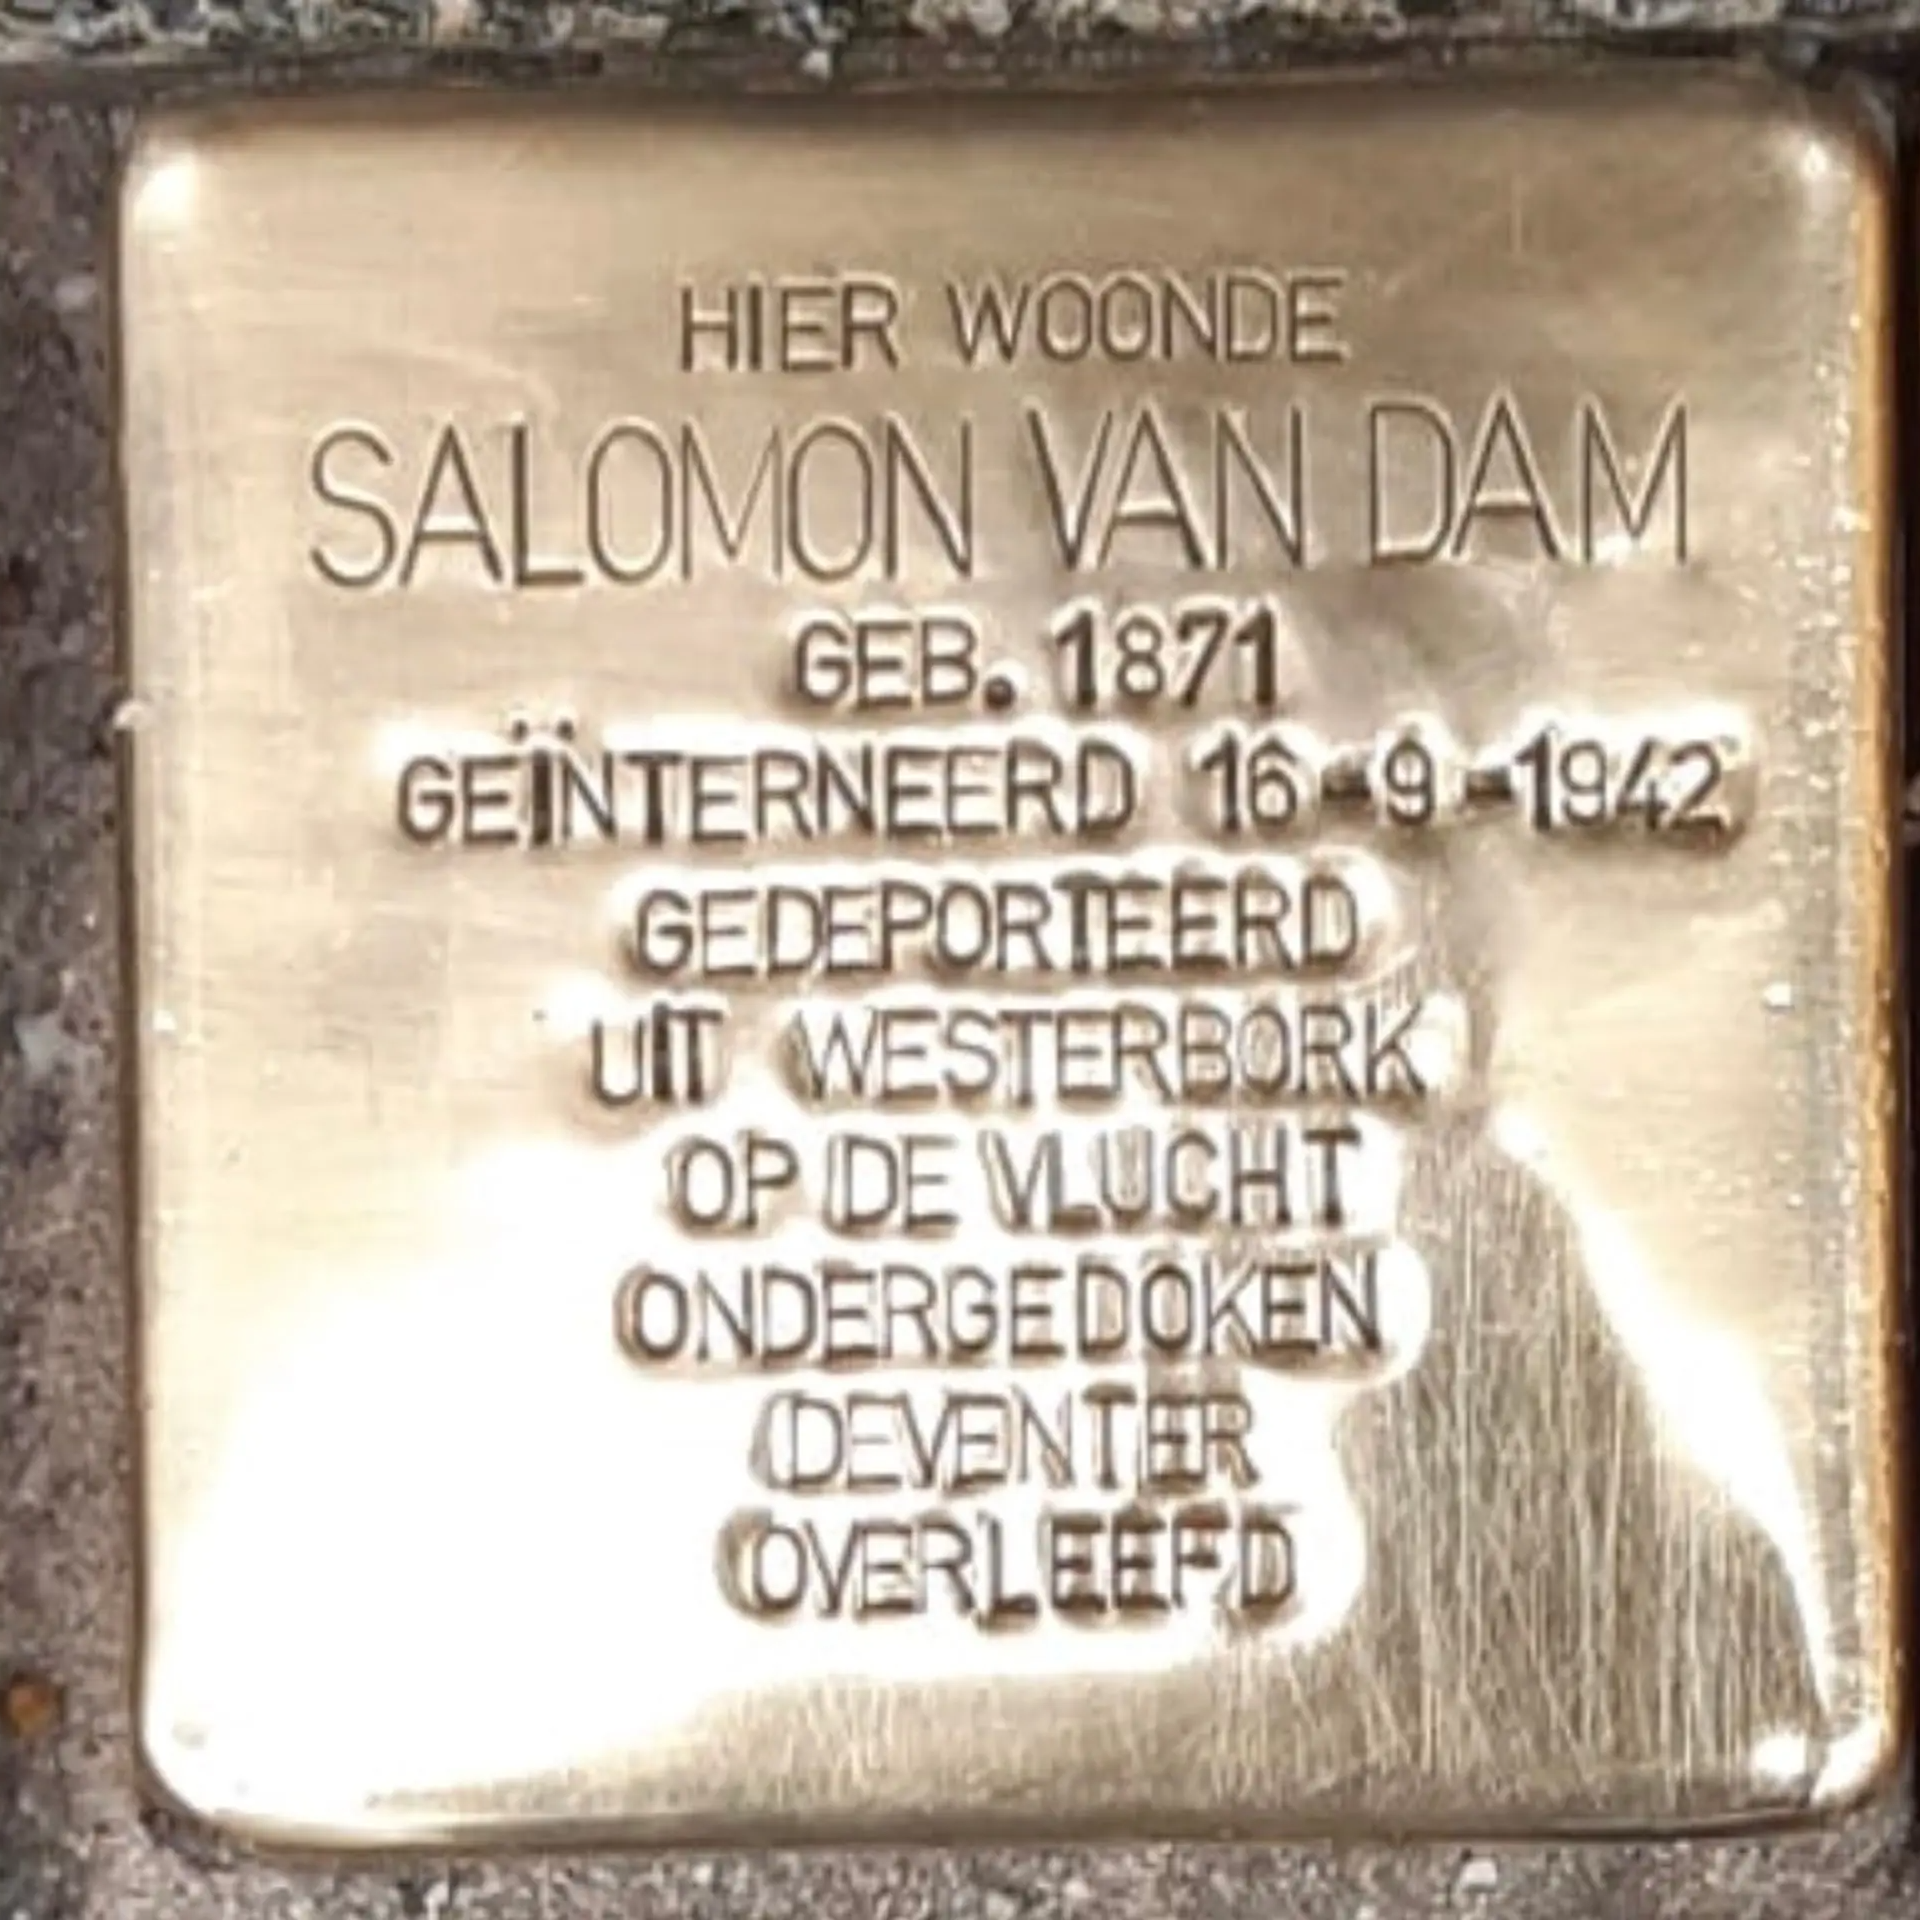 HIER WOONDE
SALOMON VAN DAM
GEB. 1871
GEÏNTERNEERD 16-9-1942
GEDEPORTEERD
UIT WESTERBORK
OP DE VLUCHT
ONDERGEDOKEN
DEVENTER
OVERLEEFD